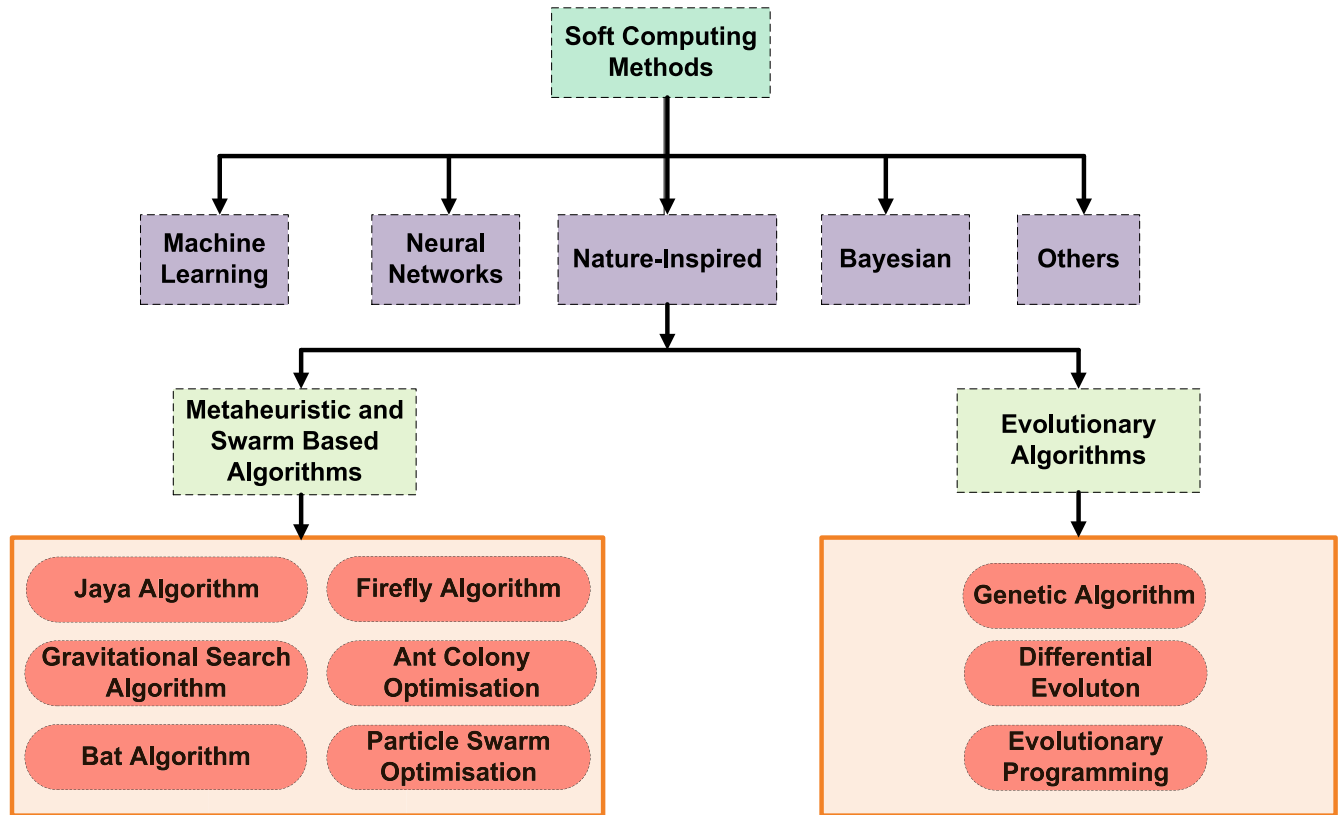 Soft Computing
Methods
Machine
Learning
Neural
Networks
Nature-Inspired
Bayesian
Others
Metaheuristic and
Swarm Based
Algorithms
Evolutionary
Algorithms
Jaya Algorithm
Firefly Algorithm
Gravitational Search
Algorithm
Ant Colony
Optimisation
Bat Algorithm
Particle Swarm
Optimisation
Genetic Algorithm
Differential
Evoluton
Evolutionary
Programming